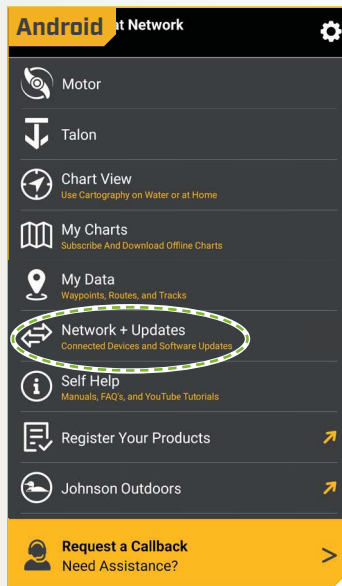 Android
nt Network
Motor
Talon
Chart View
Use Cartography on Water or at Home
My Charts
Subscribe And Download Offline Charts
My Data
Waypoints, Routes, and Tracks
Network + Updates
Connected Devices and Software Updates
Self Help
Manuals, FAQ's, and YouTube Tutorials
Register Your Products
Johnson Outdoors
Request a Callback
Need Assistance?